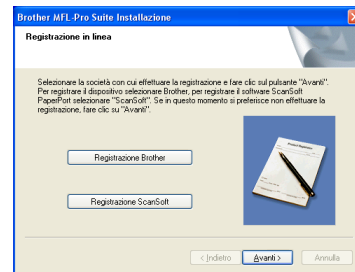 Brother MFL-Pro Suite Installazione
Registrazione in linea
Selezionare la società con cui effettuare la registrazione e fare clic sul pulsante "Avanti".
Per registrare il dispositivo selezionare Brother, per registrare il software ScanSoft
PaperPort selezionare "ScanSoft". Se in questo momento si preferisce non effettuare la
registrazione, fare clic su "Avanti".
Registrazione Brother
Registrazione ScanSoft
< Indietro Avanti > Annulla